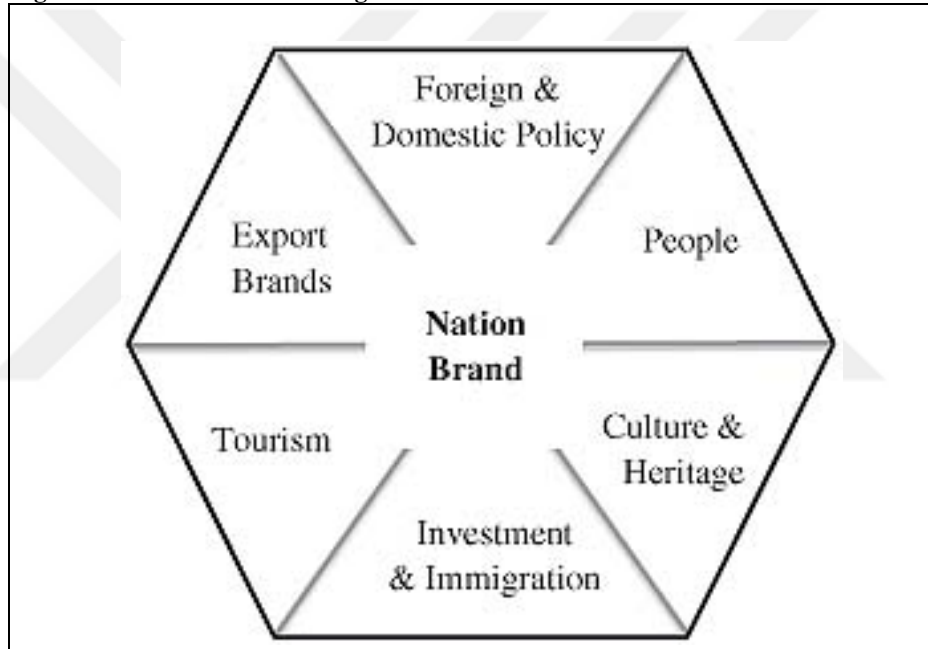 Foreign &
Domestic Policy
Export
Brands
People
Nation
Brand
Tourism
Culture &
Heritage
Investment
& Immigration